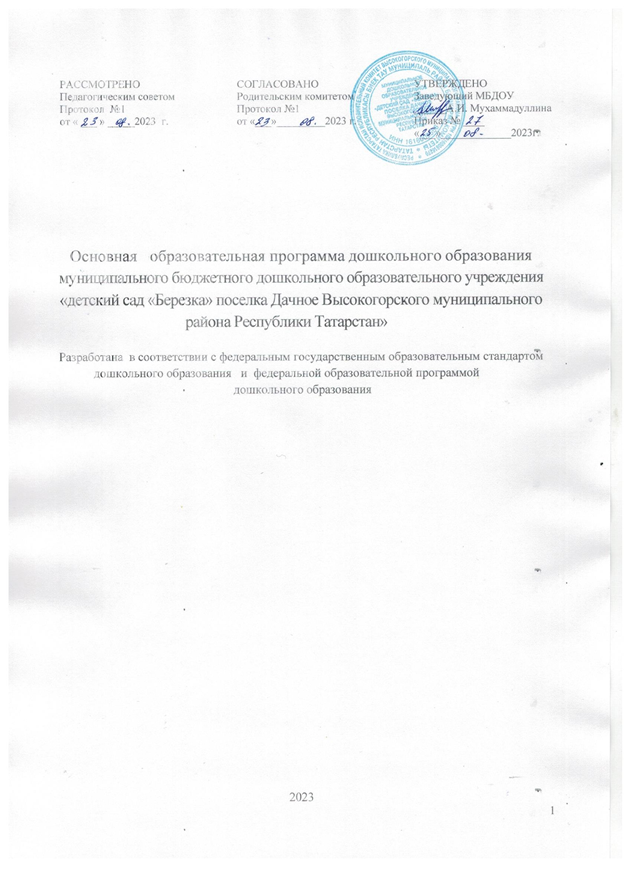 РАССМОТРЕНО
Педагогическим советом
Протокол №1
от « 23 » 08. 2023 г.
СОГЛАСОВАНО
Родительским комитетом
Протокол №1
от «23 » 08. 2023 г.
УТВЕРЖДЕНО
Заведующий МБДОУ
А.И. Мухаммадуллина
Приказ № 27
«25 » 08 2023г.
Основная образовательная программа дошкольного образования
муниципального бюджетного дошкольного образовательного учреждения
«детский сад «Березка» поселка Дачное Высокогорского муниципального
района Республики Татарстан»
Разработана в соответствии с федеральным государственным образовательным стандартом
дошкольного образования и федеральной образовательной программой
дошкольного образования
2023
1